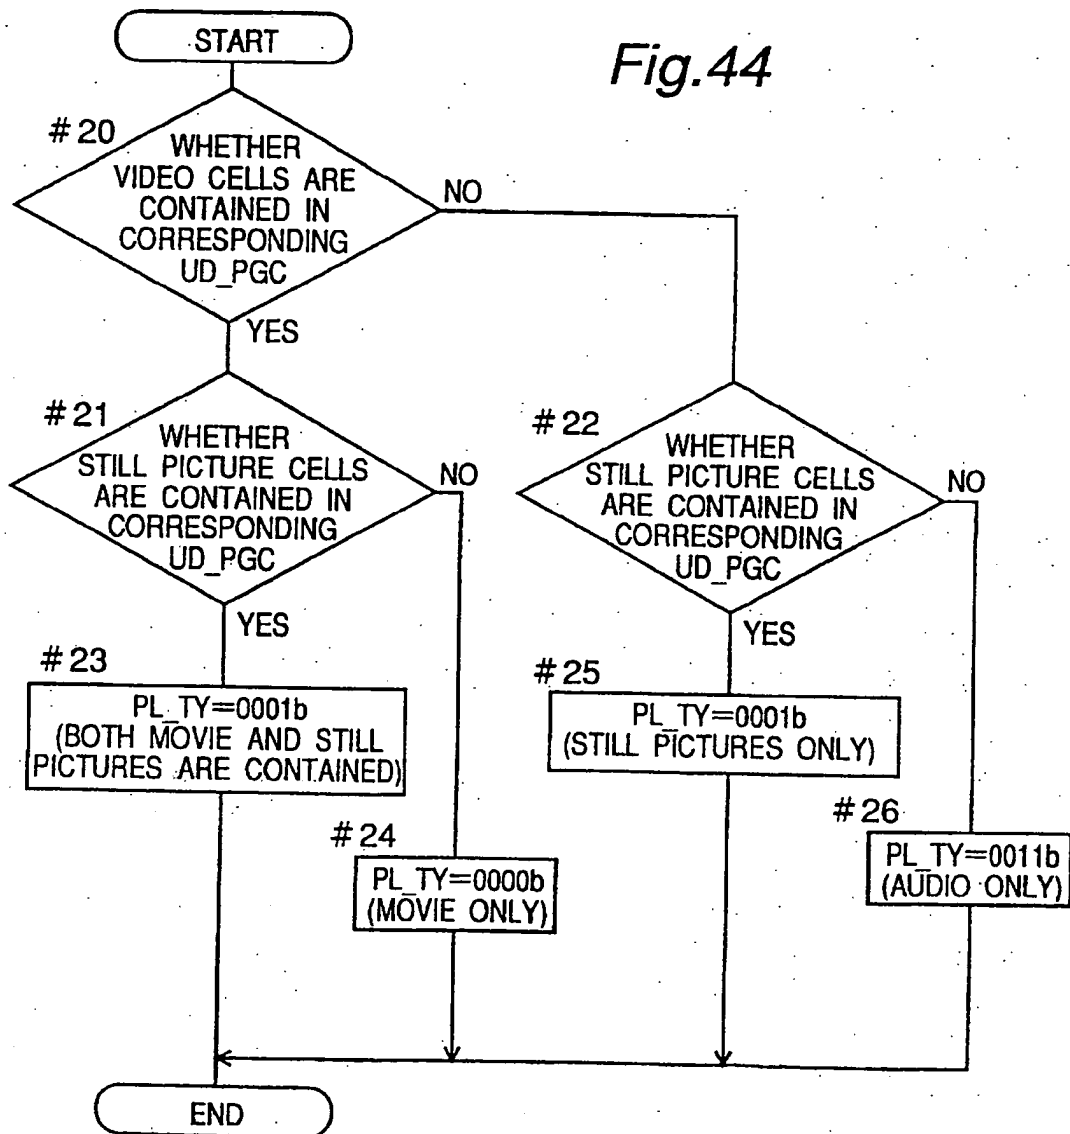 Fig.44
START
#20
WHETHER
VIDEO CELLS ARE
CONTAINED IN
CORRESPONDING
UD_PGC
NO
YES
#21
WHETHER
STILL PICTURE CELLS
ARE CONTAINED IN
CORRESPONDING
UD_PGC
NO
YES
#22
WHETHER
STILL PICTURE CELLS
ARE CONTAINED IN
CORRESPONDING
UD_PGC
NO
YES
#23
PL_TY=0001b
(BOTH MOVIE AND STILL
PICTURES ARE CONTAINED)
#24
PL_TY=0000b
(MOVIE ONLY)
#25
PL_TY=0001b
(STILL PICTURES ONLY)
#26
PL_TY=0011b
(AUDIO ONLY)
END